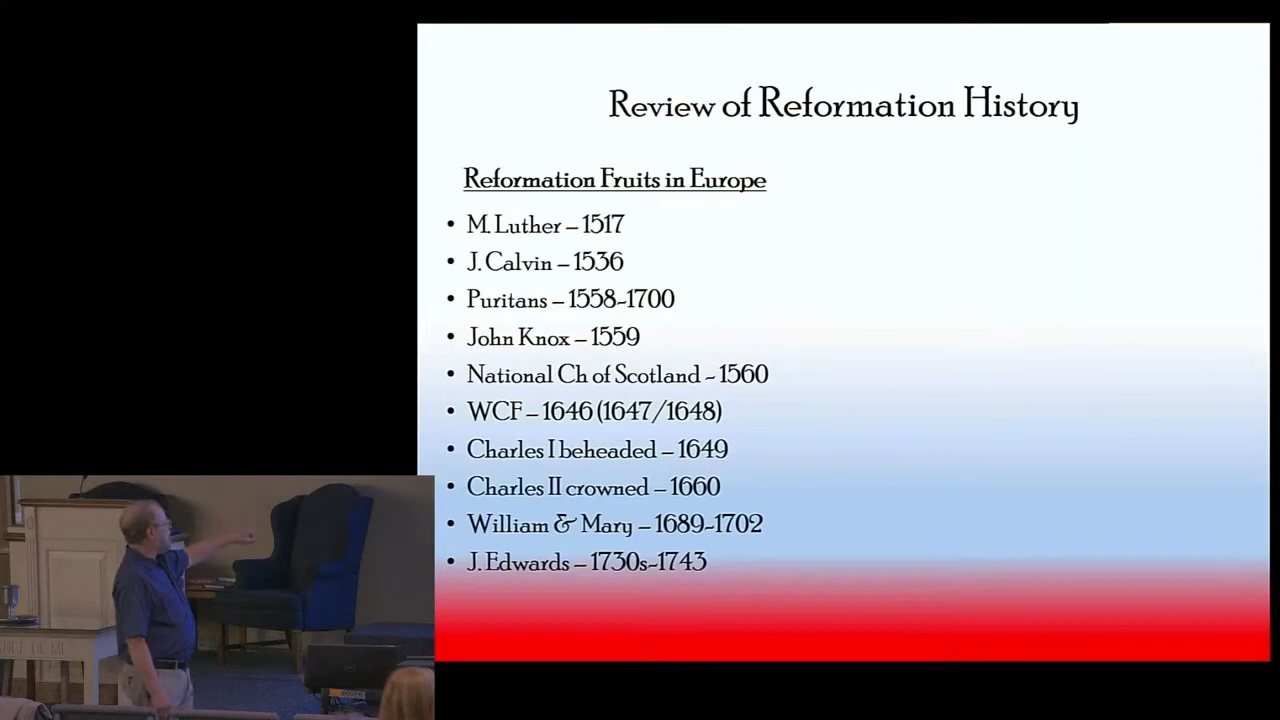 Review of Reformation History
Reformation Fruits in Europe
• M. Luther – 1517
• J. Calvin – 1536
• Puritans – 1558-1700
• John Knox – 1559
• National Ch of Scotland - 1560
• WCF – 1646 (1647/1648)
• Charles I beheaded – 1649
• Charles II crowned – 1660
• William & Mary – 1689-1702
• J. Edwards – 1730s-1743
OF ME